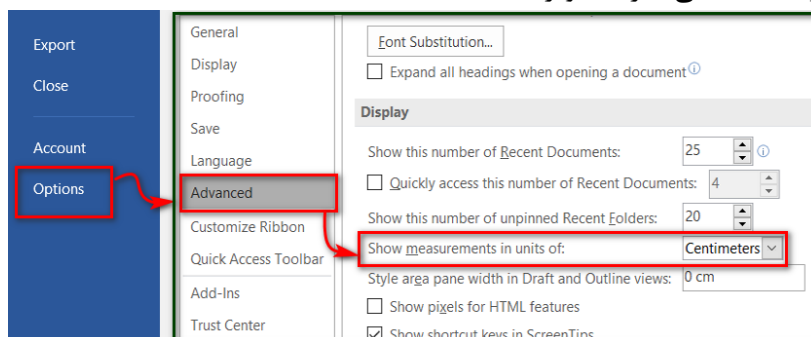 Export
Close
Account
Options
General
Display
Proofing
Save
Language
Advanced
Customize Ribbon
Quick Access Toolbar
Add-Ins
Trust Center
Font Substitution...
Expand all headings when opening a document
Display
Show this number of Recent Documents: 25
Quickly access this number of Recent Documents: 4
Show this number of unpinned Recent Folders: 20
Show measurements in units of: Centimeters
Style area pane width in Draft and Outline views: 0 cm
Show pixels for HTML features
Show shortcut keys in ScreenTips